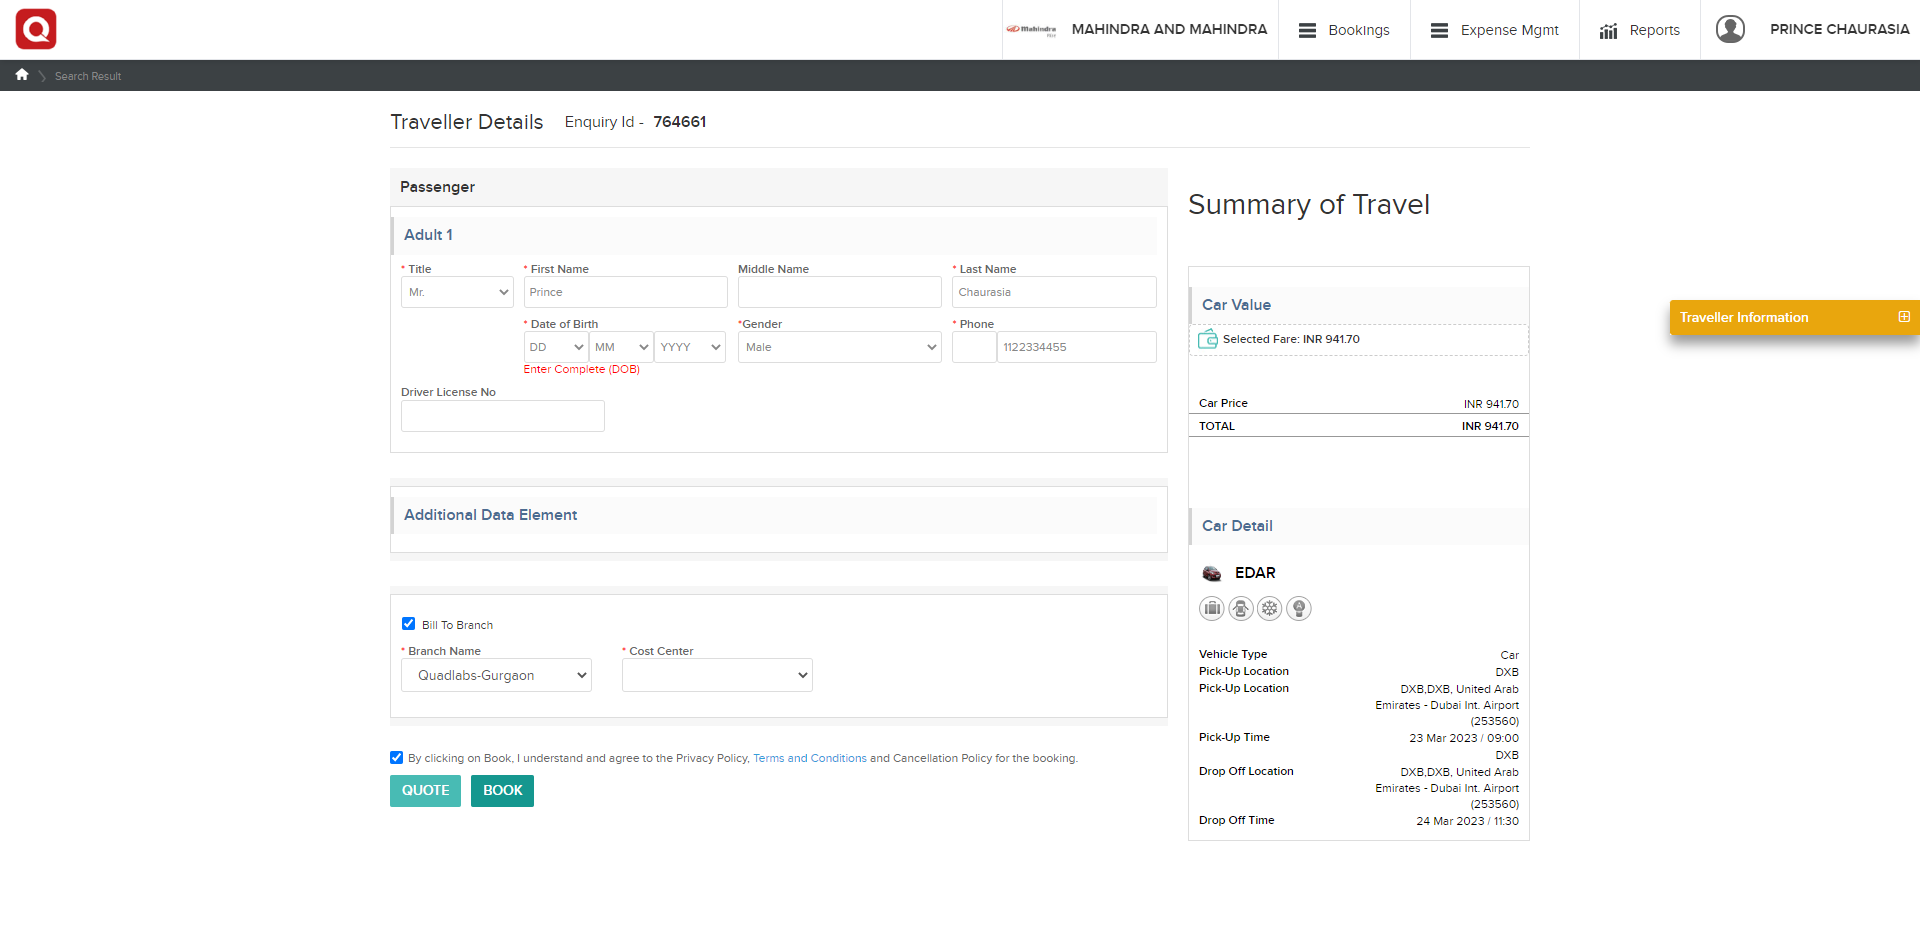 Mahindra
MAHINDRA AND MAHINDRA
Bookings
Expense Mgmt
Reports
PRINCE CHAURASIA
Search Result
Traveller Details
Enquiry Id - 764661
Passenger
Adult 1
* Title
* First Name
Middle Name
* Last Name
Mr.
Prince
Chaurasia
* Date of Birth
*Gender
* Phone
DD
MM
YYYY
Male
1122334455
Enter Complete (DOB)
Driver License No
Additional Data Element
Bill To Branch
* Branch Name
* Cost Center
Quadlabs-Gurgaon
By clicking on Book, I understand and agree to the Privacy Policy, Terms and Conditions and Cancellation Policy for the booking.
QUOTE
BOOK
Summary of Travel
Car Value
Selected Fare: INR 941.70
Car Price INR 941.70
TOTAL INR 941.70
Car Detail
EDAR
Vehicle Type Car
Pick-Up Location DXB
Pick-Up Location DXB,DXB, United Arab
Emirates - Dubai Int. Airport
(253560)
Pick-Up Time 23 Mar 2023 / 09:00
DXB
Drop Off Location DXB,DXB, United Arab
Emirates - Dubai Int. Airport
(253560)
Drop Off Time 24 Mar 2023 / 11:30
Traveller Information